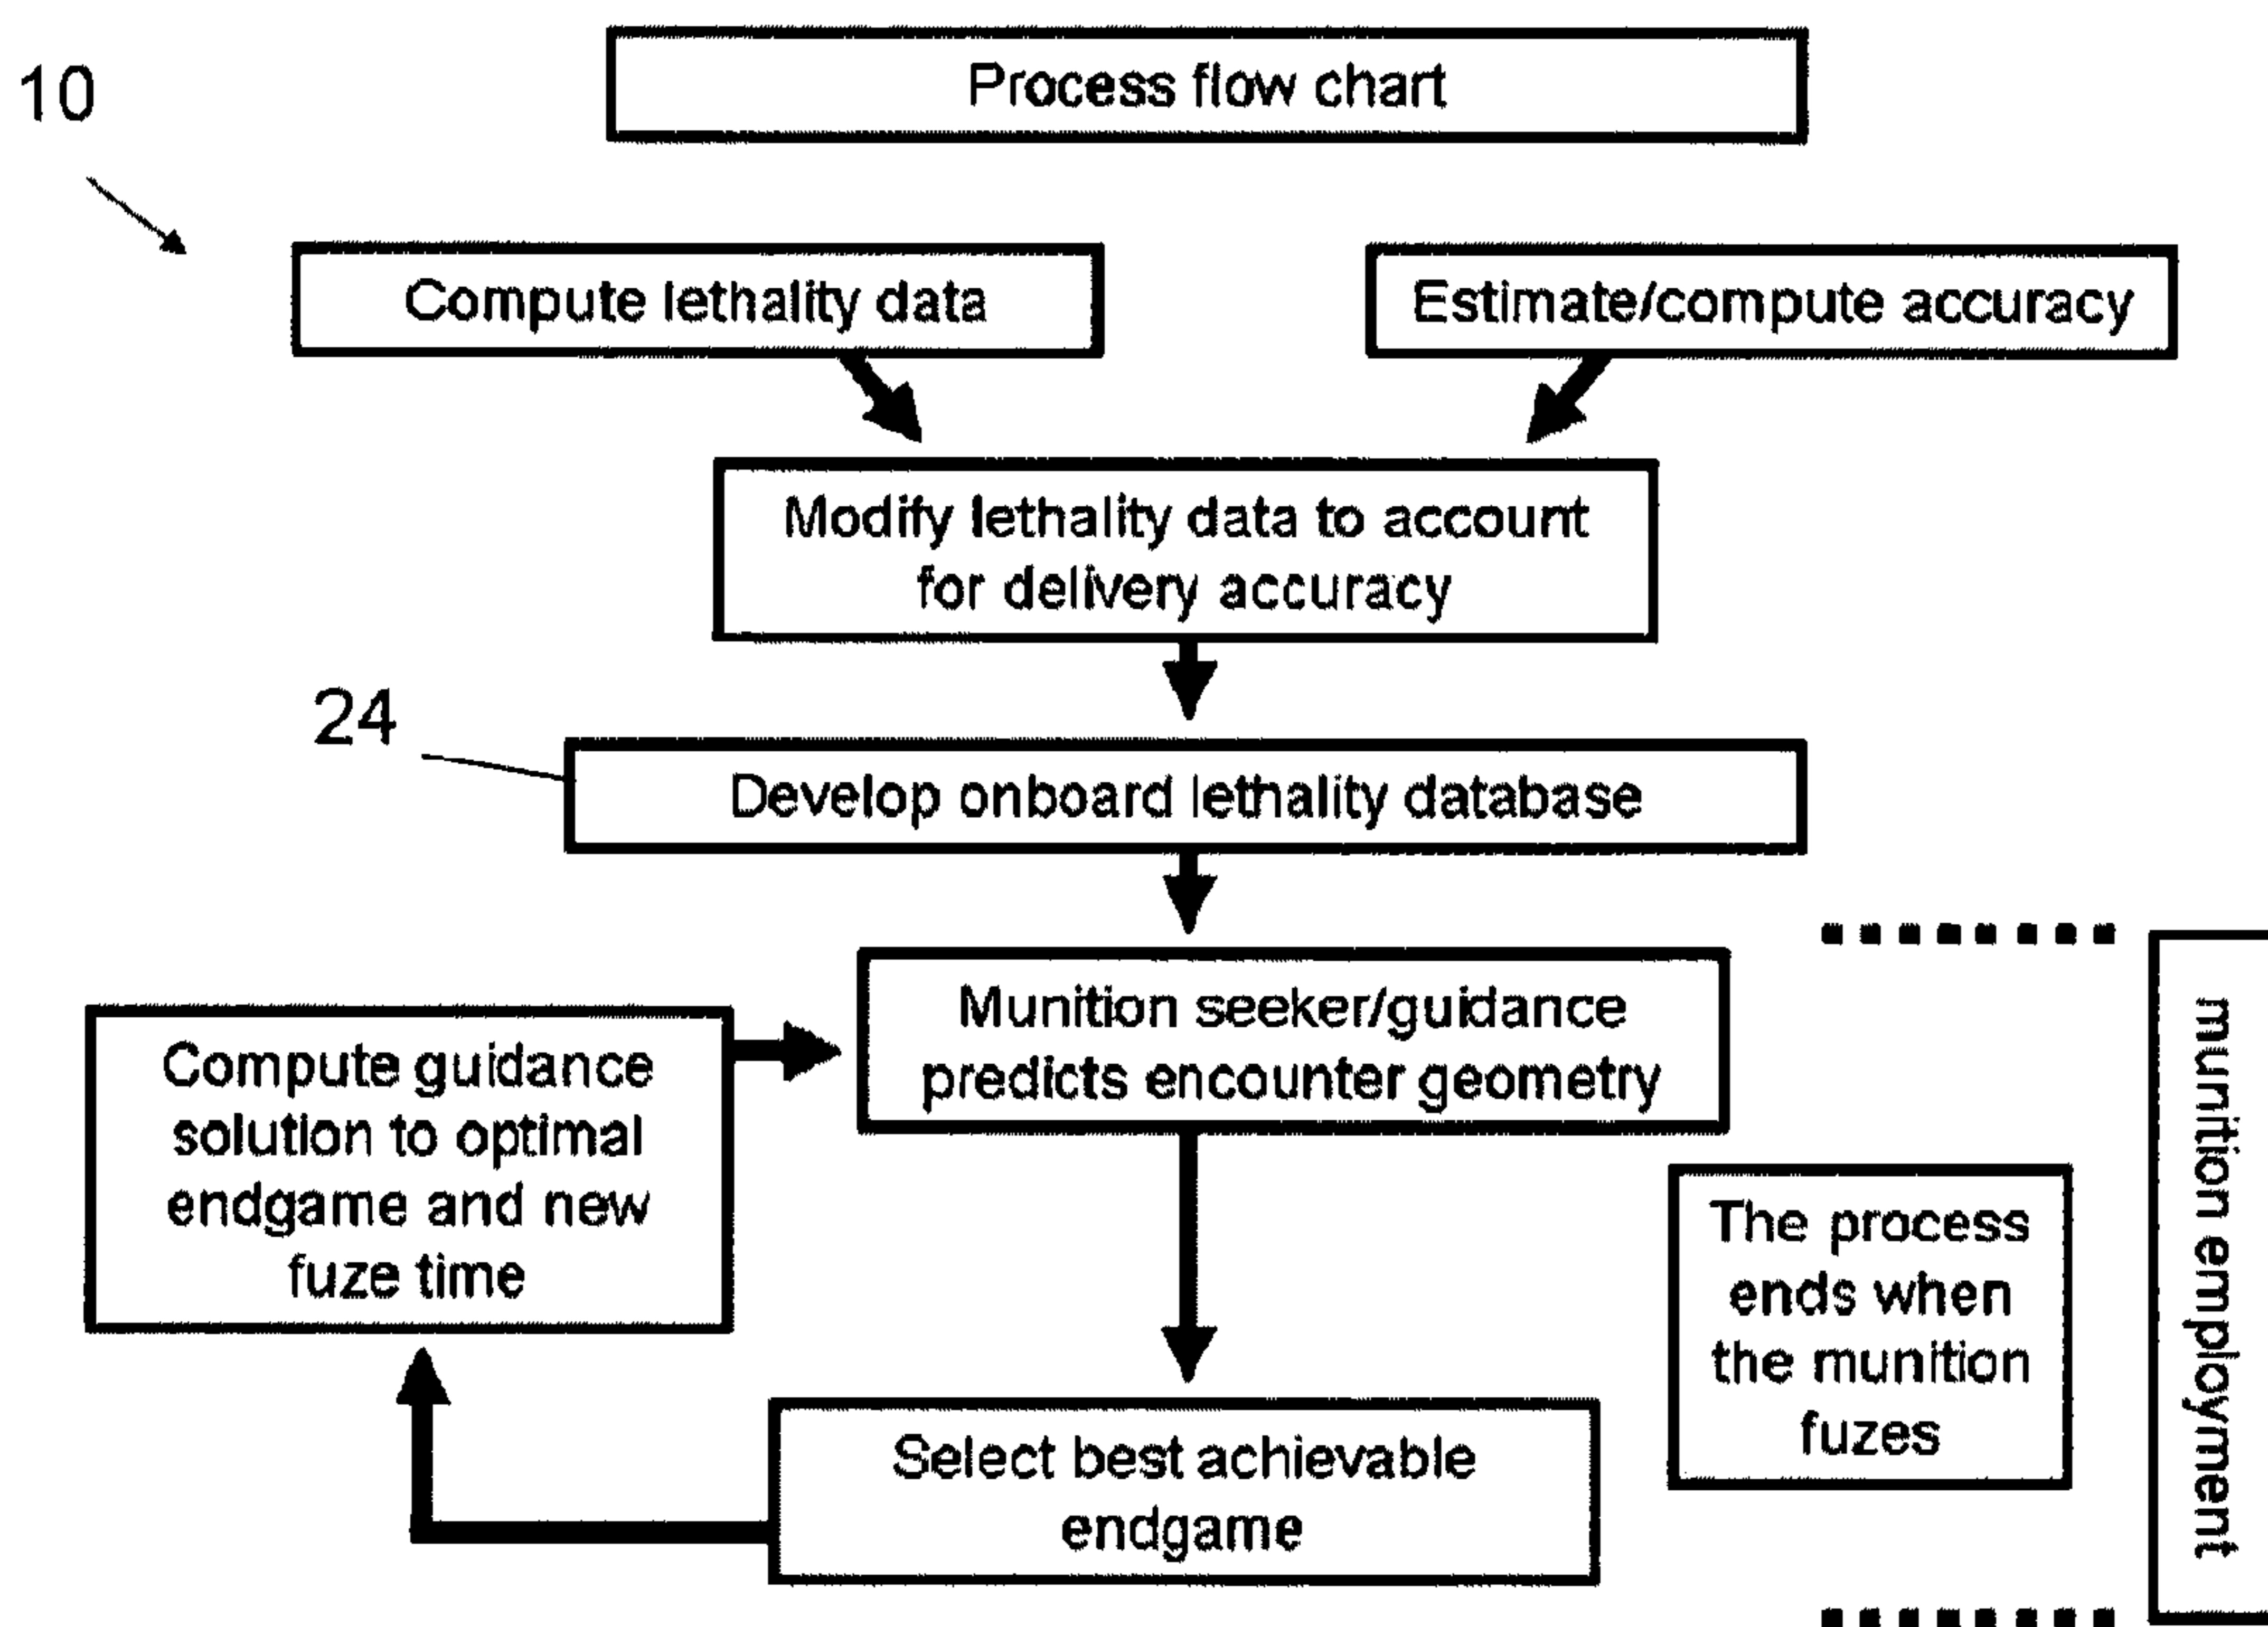 Process flow chart
10
Compute lethality data
Estimate/compute accuracy
Modify lethality data to account
for delivery accuracy
24
Develop onboard lethality database
Munition seeker/guidance
predicts encounter geometry
Compute guidance
solution to optimal
endgame and new
fuze time
The process
ends when
the munition
fuzes
Select best achievable
endgame
munition employment